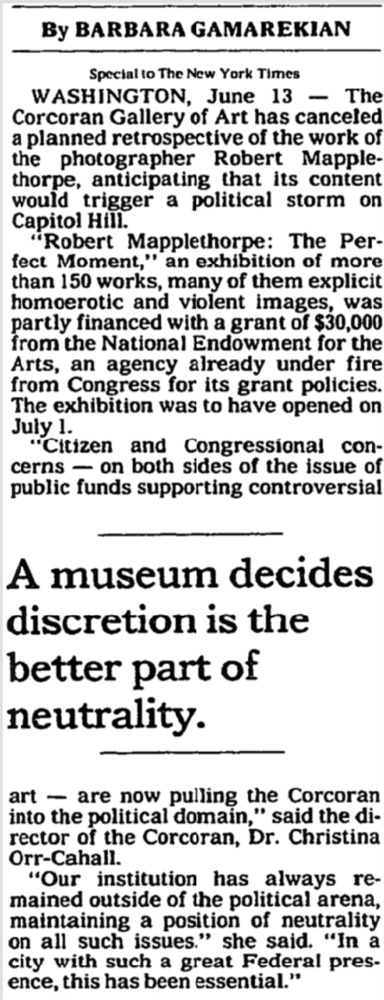 By BARBARA GAMAREKIAN
Special to The New York Times
WASHINGTON, June 13 — The
Corcoran Gallery of Art has canceled
a planned retrospective of the work of
the photographer Robert Mapple-
thorpe, anticipating that its content
would trigger a political storm on
Capitol Hill.
"Robert Mapplethorpe: The Per-
fect Moment," an exhibition of more
than 150 works, many of them explicit
homoerotic and violent images, was
partly financed with a grant of $30,000
from the National Endowment for the
Arts, an agency already under fire
from Congress for its grant policies.
The exhibition was to have opened on
July 1.
"Citizen and Congressional con-
cerns — on both sides of the issue of
public funds supporting controversial
A museum decides
discretion is the
better part of
neutrality.
art — are now pulling the Corcoran
into the political domain," said the di-
rector of the Corcoran, Dr. Christina
Orr-Cahall.
"Our institution has always re-
mained outside of the political arena,
maintaining a position of neutrality
on all such issues." she said. "In a
city with such a great Federal pres-
ence, this has been essential."